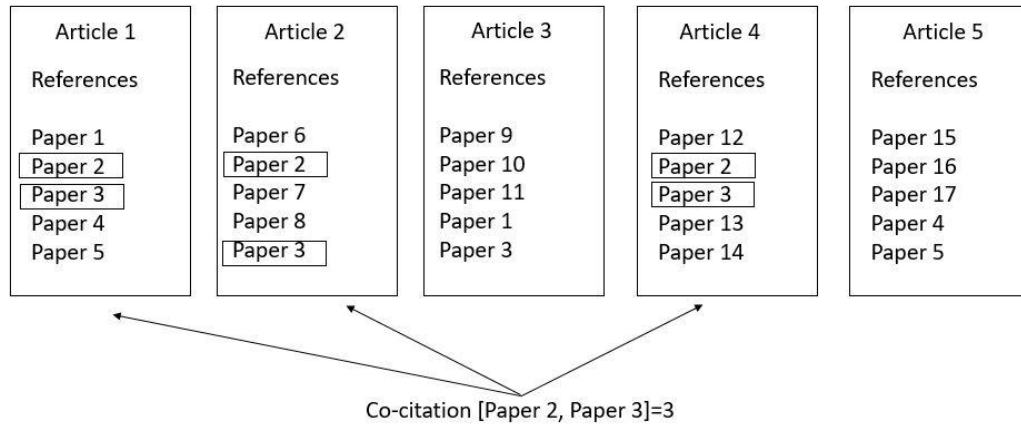 Article 1
References
Paper 1
Paper 2
Paper 3
Paper 4
Paper 5
Article 2
References
Paper 6
Paper 2
Paper 7
Paper 8
Paper 3
Article 3
References
Paper 9
Paper 10
Paper 11
Paper 1
Paper 3
Article 4
References
Paper 12
Paper 2
Paper 3
Paper 13
Paper 14
Article 5
References
Paper 15
Paper 16
Paper 17
Paper 4
Paper 5
Co-citation [Paper 2, Paper 3]=3